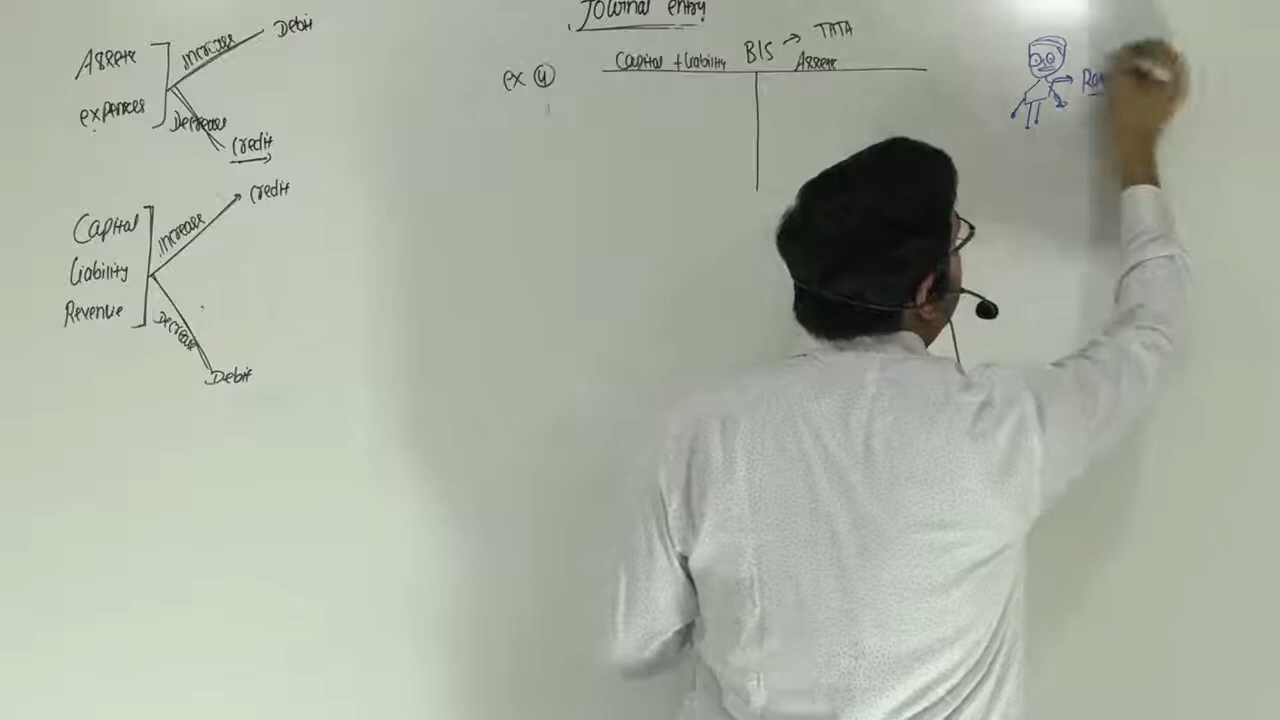 Journal entry
Assets
expences
increase
Debit
Decrease
Credit
Capital
Liability
Revenue
increase
Credit
Decrease
Debit
ex 4
B/S → TATA
Capital + Liability
Assets